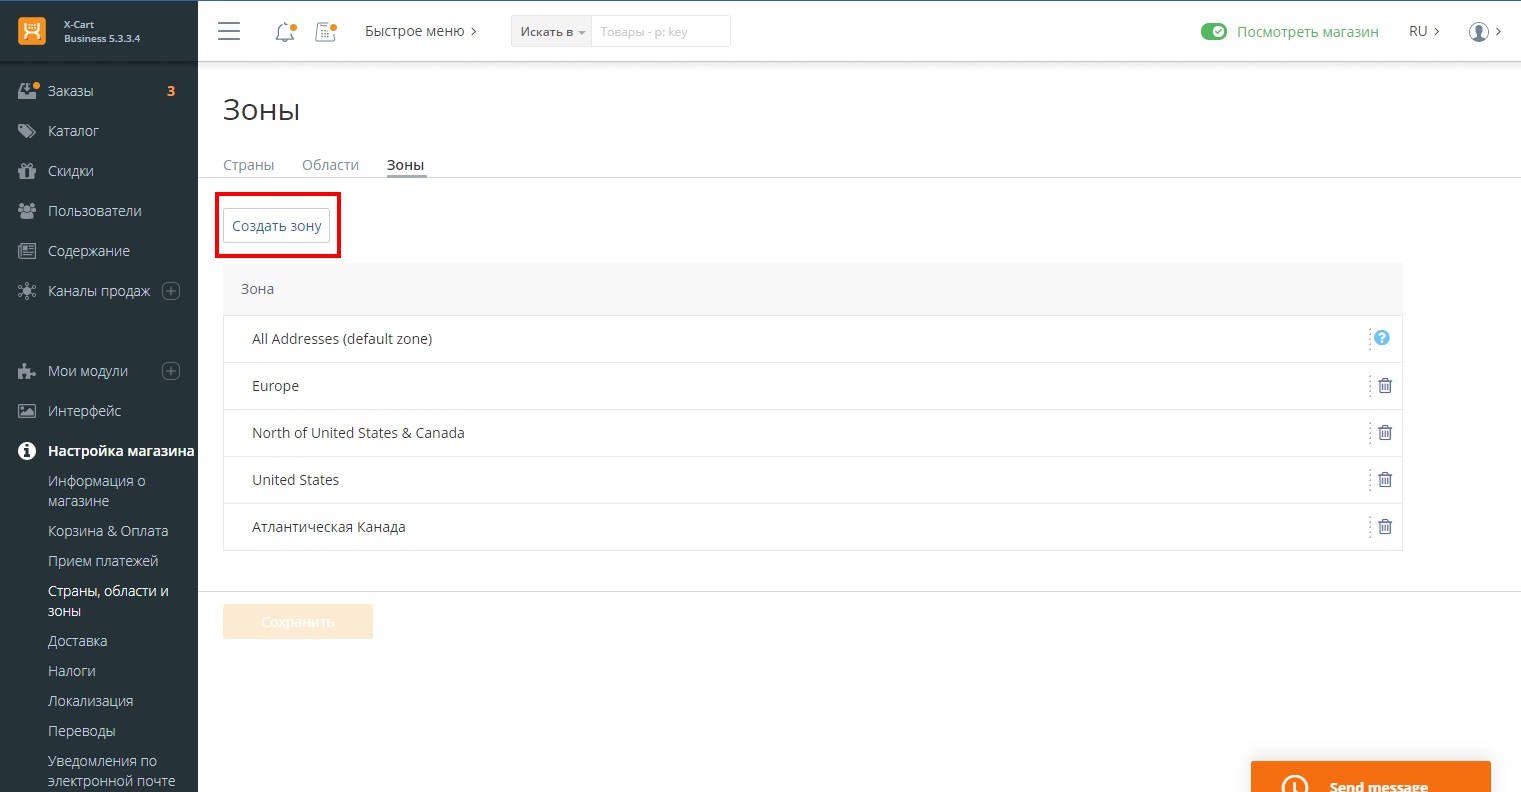 X-Cart
Business 5.3.3.4
Быстрое меню
Искать в
Товары - p: key
Посмотреть магазин
RU
Заказы 3
Каталог
Скидки
Пользователи
Содержание
Каналы продаж
Мои модули
Интерфейс
Настройка магазина
Информация о
магазине
Корзина & Оплата
Прием платежей
Страны, области и
зоны
Доставка
Налоги
Локализация
Переводы
Уведомления по
электронной почте
Зоны
Страны Области Зоны
Создать зону
Зона
All Addresses (default zone)
?
Europe
North of United States & Canada
United States
Атлантическая Канада
Сохранить
Send message